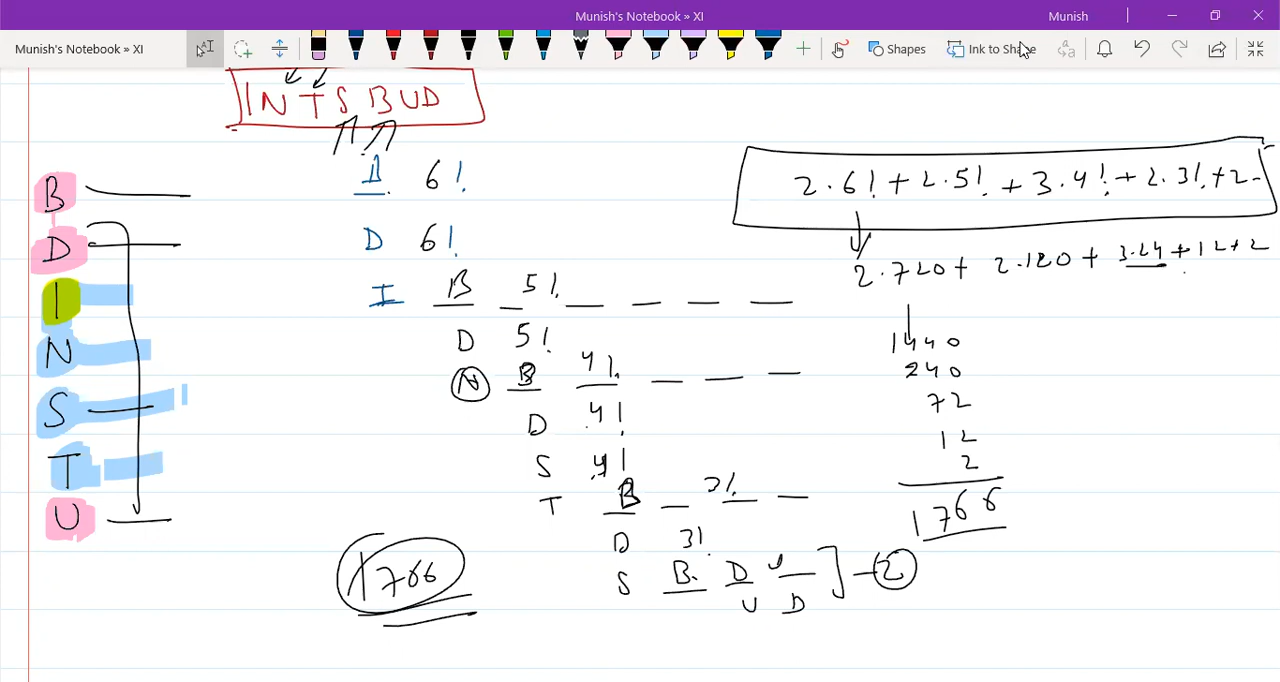 Munish's Notebook » XI
Munish
Munish's Notebook » XI
Shapes
Ink to Shape
INTSBUD
B 6!
D 6!
I B 5!
D 5!
N B 4!
D 4!
S 4!
T B 3!
D 3!
S B D U ] - 2
U D
1766
B
D
I
N
S
T
U
2.6! + 2.5! + 3.4! + 2.3! + 2
2.720 + 2.120 + 3.24 + 12 + 2
1440
240
72
12
2
1766